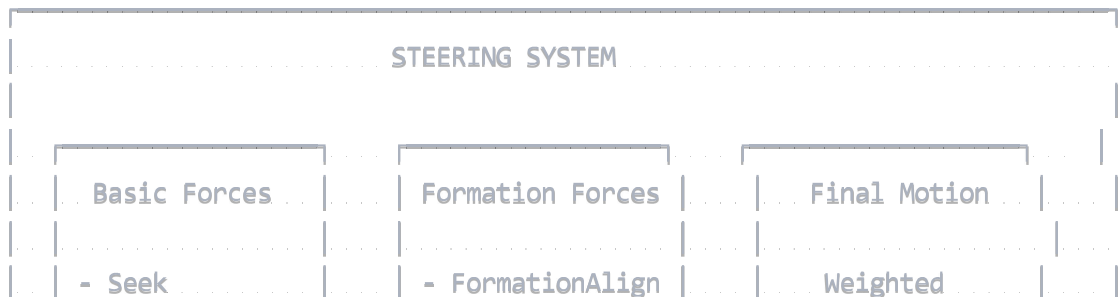 STEERING SYSTEM
Basic Forces Formation Forces Final Motion
- Seek - FormationAlign Weighted